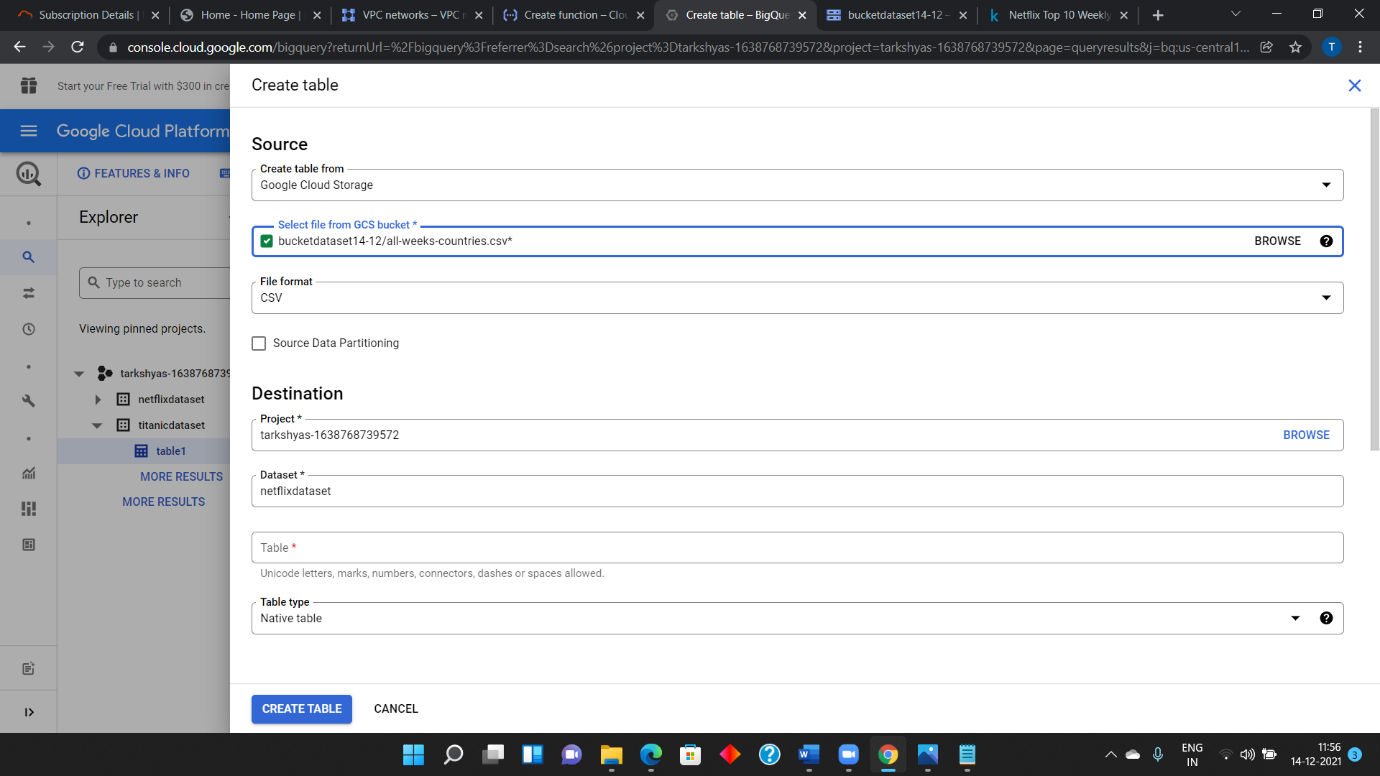 Subscription Details |
Home - Home Page |
VPC networks – VPC n
Create function – Clou
Create table – BigQue
bucketdataset14-12 –
Netflix Top 10 Weekly
console.cloud.google.com/bigquery?returnUrl=%2Fbigquery%3Freferrer%3Dsearch%26project%3Dtarkshyas-1638768739572&project=tarkshyas-1638768739572&page=queryresults&j=bq:us-central1...
T
Start your Free Trial with $300 in cre
Google Cloud Platform
FEATURES & INFO
Explorer
Type to search
Viewing pinned projects.
tarkshyas-1638768739
netflixdataset
titanicdataset
table1
MORE RESULTS
MORE RESULTS
Create table
Source
Create table from
Google Cloud Storage
Select file from GCS bucket *
bucketdataset14-12/all-weeks-countries.csv*
BROWSE
File format
CSV
Source Data Partitioning
Destination
Project *
tarkshyas-1638768739572
BROWSE
Dataset *
netflixdataset
Table *
Unicode letters, marks, numbers, connectors, dashes or spaces allowed.
Table type
Native table
CREATE TABLE
CANCEL
ENG
IN
11:56
14-12-2021
3